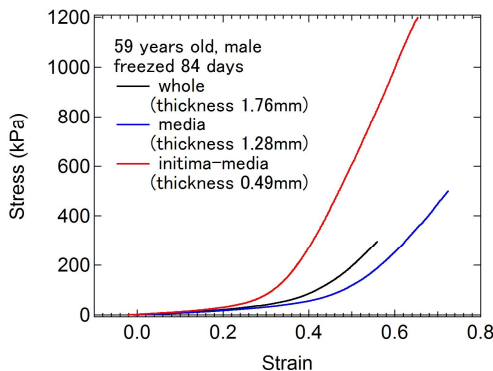 1200
1000
800
600
400
200
0
Stress (kPa)
59 years old, male
freezed 84 days
whole
(thickness 1.76mm)
media
(thickness 1.28mm)
initima-media
(thickness 0.49mm)
0.0 0.2 0.4 0.6 0.8
Strain